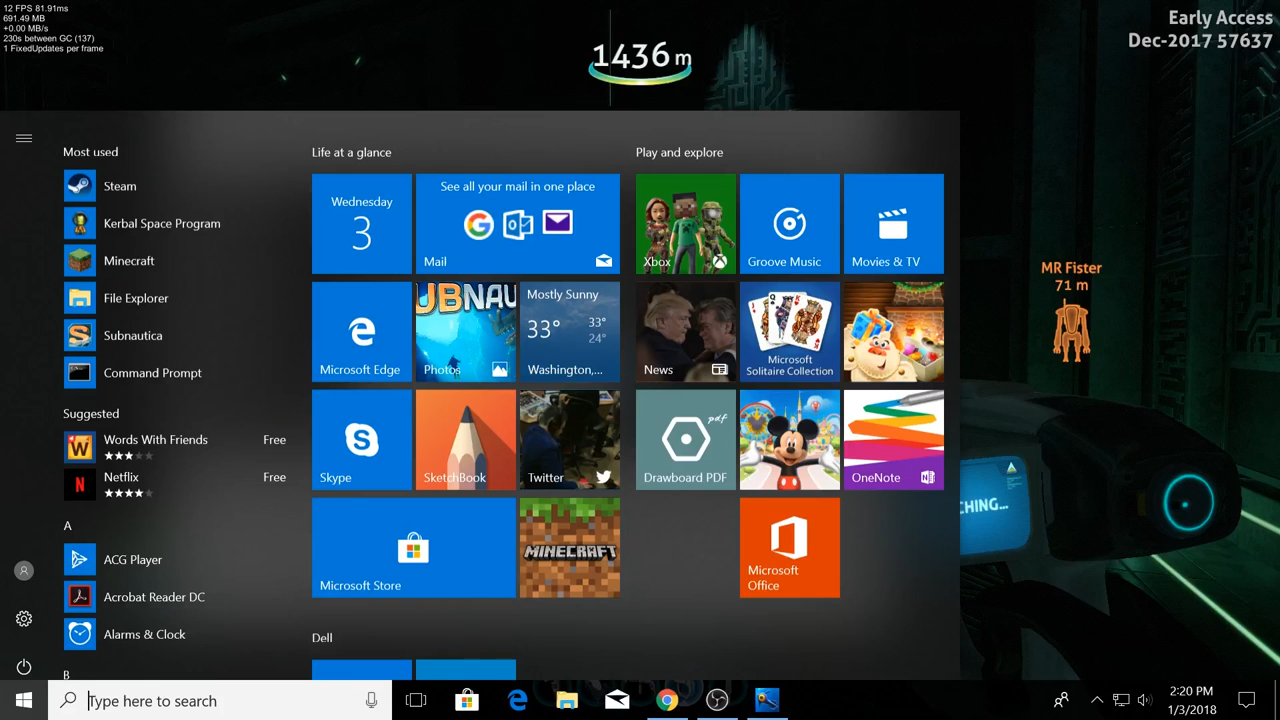 12 FPS 81.91ms
691.49 MB
+0.00 MB/s
230s between GC (137)
1 FixedUpdates per frame
1436 m
Early Access
Dec-2017 57637
Most used
Steam
Kerbal Space Program
Minecraft
File Explorer
Subnautica
Command Prompt
Suggested
Words With Friends Free
Netflix Free
A
ACG Player
Acrobat Reader DC
Alarms & Clock
B
Life at a glance
Wednesday
3
See all your mail in one place
Mail
Microsoft Edge
UBNAU
Photos
Mostly Sunny
33° 33°
24°
Washington,...
Skype
SketchBook
Twitter
Microsoft Store
MINECRAFT
Dell
Play and explore
Xbox
Groove Music
Movies & TV
News
Microsoft
Solitaire Collection
pdf
Drawboard PDF
OneNote
Microsoft
Office
MR Fister
71 m
CHING...
Type here to search
2:20 PM
1/3/2018